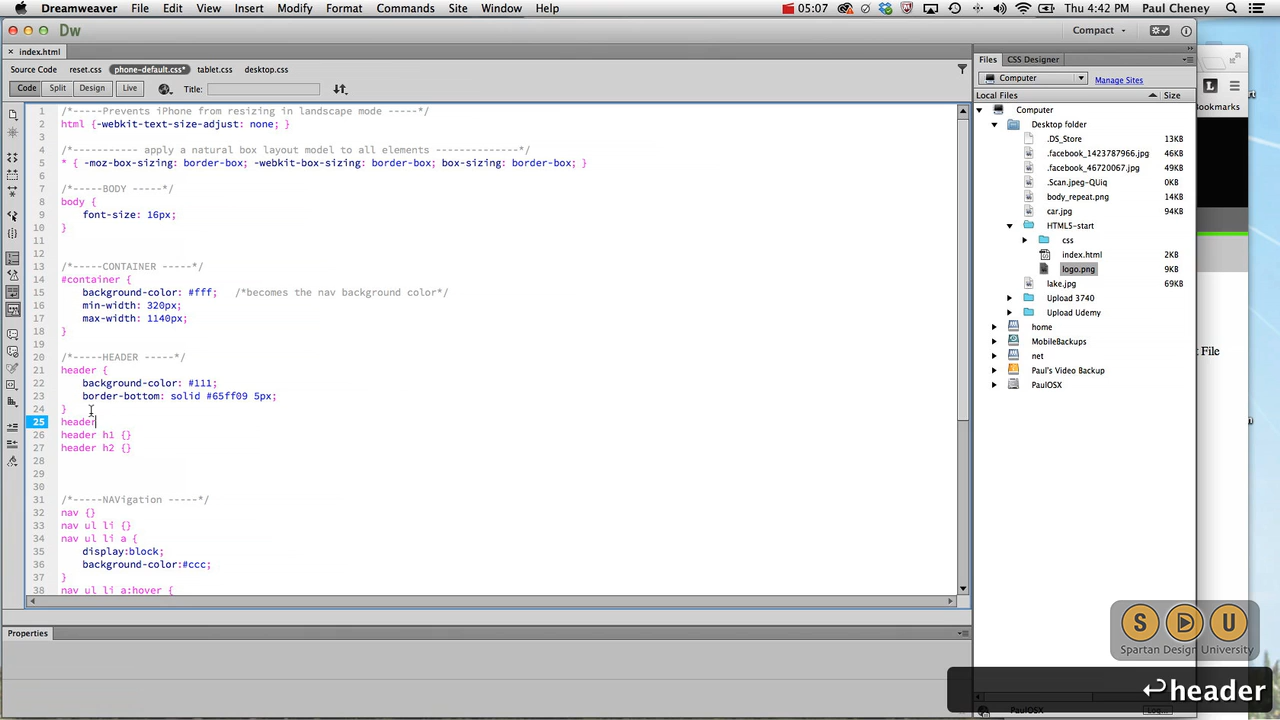 Dreamweaver File Edit View Insert Modify Format Commands Site Window Help 05:07 Thu 4:42 PM Paul Cheney
Dw Compact
× index.html
Source Code reset.css phone-default.css* tablet.css desktop.css
Code Split Design Live Title:
1 /*-----Prevents iPhone from resizing in landscape mode -----*/
2 html {-webkit-text-size-adjust: none; }
3
4 /*---------- apply a natural box layout model to all elements --------------*/
5 * { -moz-box-sizing: border-box; -webkit-box-sizing: border-box; box-sizing: border-box; }
6
7 /*-----BODY -----*/
8 body {
9 font-size: 16px;
10 }
11
12
13 /*-----CONTAINER -----*/
14 #container {
15 background-color: #fff; /*becomes the nav background color*/
16 min-width: 320px;
17 max-width: 1140px;
18 }
19
20 /*-----HEADER -----*/
21 header {
22 background-color: #111;
23 border-bottom: solid #65ff09 5px;
24 }
25 header
26 header h1 {}
27 header h2 {}
28
29
30
31 /*-----NAVigation -----*/
32 nav {}
33 nav ul li {}
34 nav ul li a {
35 display:block;
36 background-color:#ccc;
37 }
38 nav ul li a:hover {
Properties
Files CSS Designer
Computer Manage Sites
Local Files Size
Computer
Desktop folder
.DS_Store 13KB
.facebook_1423787966.jpg 46KB
.facebook_46720067.jpg 49KB
.Scan.jpeg-QUiq 0KB
body_repeat.png 14KB
car.jpg 94KB
HTML5-start
css
index.html 2KB
logo.png 9KB
lake.jpg 69KB
Upload 3740
Upload Udemy
home
MobileBackups
net
Paul's Video Backup
PaulOSX
L
ookmarks
t File
S D U
Spartan Design University
↩header
PaulOSX